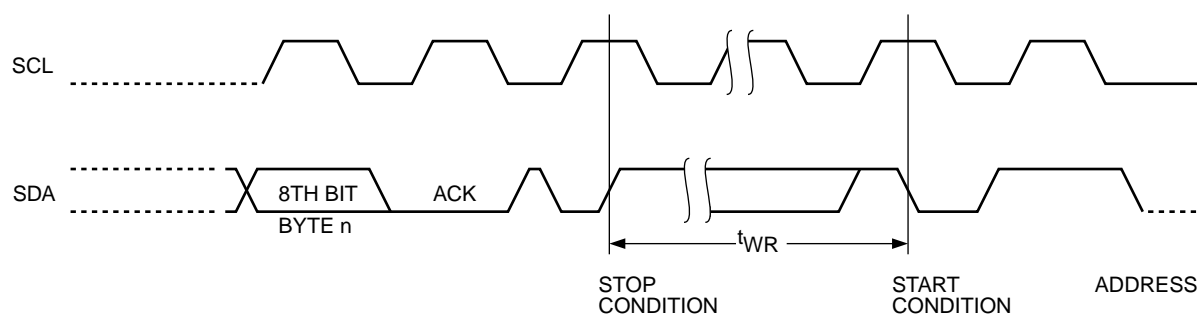 SCL
SDA
8TH BIT
ACK
BYTE n
tWR
STOP
CONDITION
START
CONDITION
ADDRESS